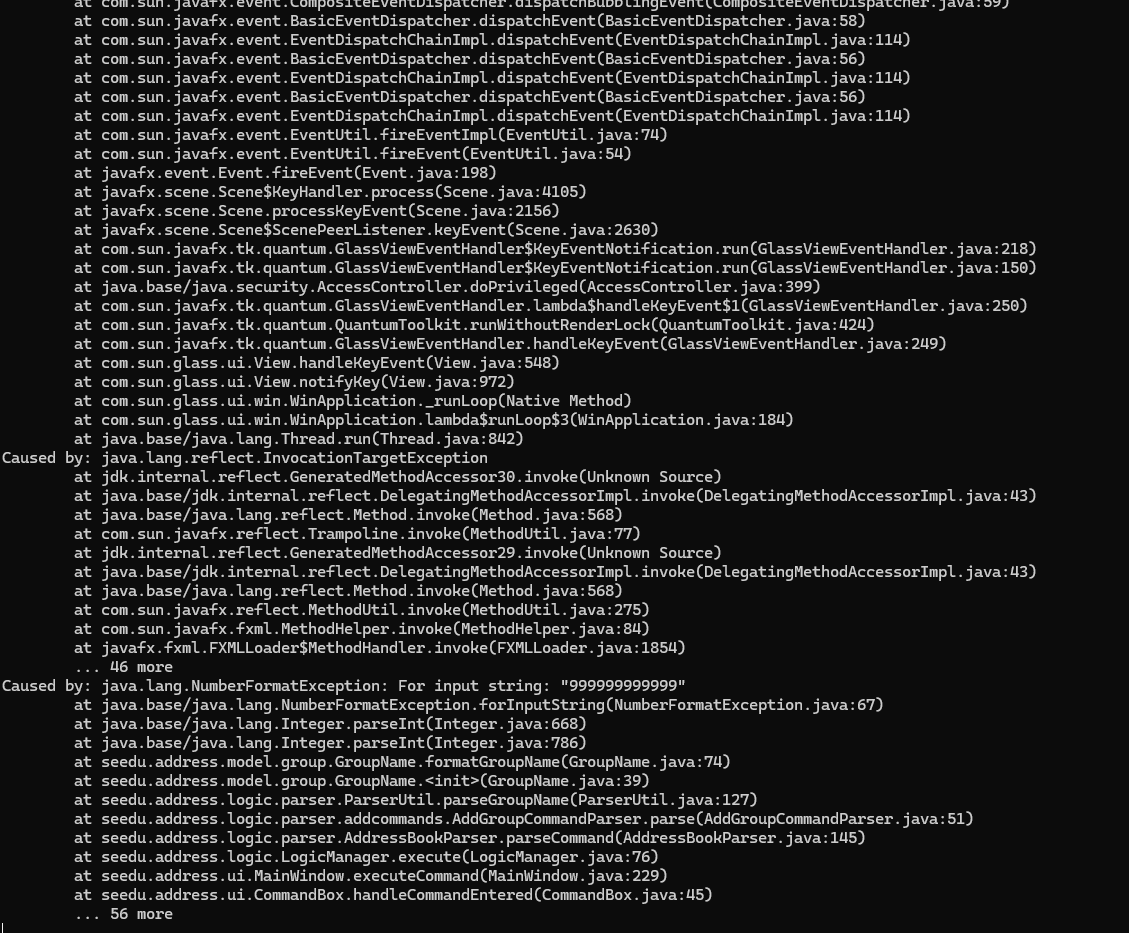 at com.sun.javafx.event.CompositeEventDispatcher.dispatchBubblingEvent(CompositeEventDispatcher.java:59)
at com.sun.javafx.event.BasicEventDispatcher.dispatchEvent(BasicEventDispatcher.java:58)
at com.sun.javafx.event.EventDispatchChainImpl.dispatchEvent(EventDispatchChainImpl.java:114)
at com.sun.javafx.event.BasicEventDispatcher.dispatchEvent(BasicEventDispatcher.java:56)
at com.sun.javafx.event.EventDispatchChainImpl.dispatchEvent(EventDispatchChainImpl.java:114)
at com.sun.javafx.event.BasicEventDispatcher.dispatchEvent(BasicEventDispatcher.java:56)
at com.sun.javafx.event.EventDispatchChainImpl.dispatchEvent(EventDispatchChainImpl.java:114)
at com.sun.javafx.event.EventUtil.fireEventImpl(EventUtil.java:74)
at com.sun.javafx.event.EventUtil.fireEvent(EventUtil.java:54)
at javafx.event.Event.fireEvent(Event.java:198)
at javafx.scene.Scene$KeyHandler.process(Scene.java:4105)
at javafx.scene.Scene.processKeyEvent(Scene.java:2156)
at javafx.scene.Scene$ScenePeerListener.keyEvent(Scene.java:2630)
at com.sun.javafx.tk.quantum.GlassViewEventHandler$KeyEventNotification.run(GlassViewEventHandler.java:218)
at com.sun.javafx.tk.quantum.GlassViewEventHandler$KeyEventNotification.run(GlassViewEventHandler.java:150)
at java.base/java.security.AccessController.doPrivileged(AccessController.java:399)
at com.sun.javafx.tk.quantum.GlassViewEventHandler.lambda$handleKeyEvent$1(GlassViewEventHandler.java:250)
at com.sun.javafx.tk.quantum.QuantumToolkit.runWithoutRenderLock(QuantumToolkit.java:424)
at com.sun.javafx.tk.quantum.GlassViewEventHandler.handleKeyEvent(GlassViewEventHandler.java:249)
at com.sun.glass.ui.View.handleKeyEvent(View.java:548)
at com.sun.glass.ui.View.notifyKey(View.java:972)
at com.sun.glass.ui.win.WinApplication._runLoop(Native Method)
at com.sun.glass.ui.win.WinApplication.lambda$runLoop$3(WinApplication.java:184)
at java.base/java.lang.Thread.run(Thread.java:842)
Caused by: java.lang.reflect.InvocationTargetException
at jdk.internal.reflect.GeneratedMethodAccessor30.invoke(Unknown Source)
at java.base/jdk.internal.reflect.DelegatingMethodAccessorImpl.invoke(DelegatingMethodAccessorImpl.java:43)
at java.base/java.lang.reflect.Method.invoke(Method.java:568)
at com.sun.javafx.reflect.Trampoline.invoke(MethodUtil.java:77)
at jdk.internal.reflect.GeneratedMethodAccessor29.invoke(Unknown Source)
at java.base/jdk.internal.reflect.DelegatingMethodAccessorImpl.invoke(DelegatingMethodAccessorImpl.java:43)
at java.base/java.lang.reflect.Method.invoke(Method.java:568)
at com.sun.javafx.reflect.MethodUtil.invoke(MethodUtil.java:275)
at com.sun.javafx.fxml.MethodHelper.invoke(MethodHelper.java:84)
at javafx.fxml.FXMLLoader$MethodHandler.invoke(FXMLLoader.java:1854)
... 46 more
Caused by: java.lang.NumberFormatException: For input string: "999999999999"
at java.base/java.lang.NumberFormatException.forInputString(NumberFormatException.java:67)
at java.base/java.lang.Integer.parseInt(Integer.java:668)
at java.base/java.lang.Integer.parseInt(Integer.java:786)
at seedu.address.model.group.GroupName.formatGroupName(GroupName.java:74)
at seedu.address.model.group.GroupName.<init>(GroupName.java:39)
at seedu.address.logic.parser.ParserUtil.parseGroupName(ParserUtil.java:127)
at seedu.address.logic.parser.addcommands.AddGroupCommandParser.parse(AddGroupCommandParser.java:51)
at seedu.address.logic.parser.AddressBookParser.parseCommand(AddressBookParser.java:145)
at seedu.address.logic.LogicManager.execute(LogicManager.java:76)
at seedu.address.ui.MainWindow.executeCommand(MainWindow.java:229)
at seedu.address.ui.CommandBox.handleCommandEntered(CommandBox.java:45)
... 56 more